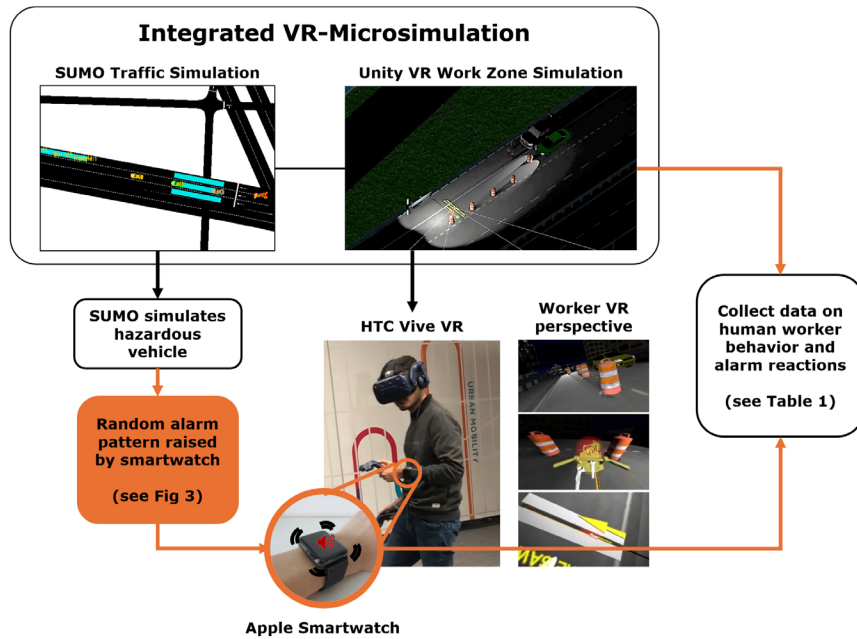 Integrated VR-Microsimulation
SUMO Traffic Simulation
Unity VR Work Zone Simulation
SUMO simulates
hazardous
vehicle
HTC Vive VR
Worker VR
perspective
Collect data on
human worker
behavior and
alarm reactions
(see Table 1)
Random alarm
pattern raised
by smartwatch
(see Fig 3)
URBAN MOBILITY
Apple Smartwatch